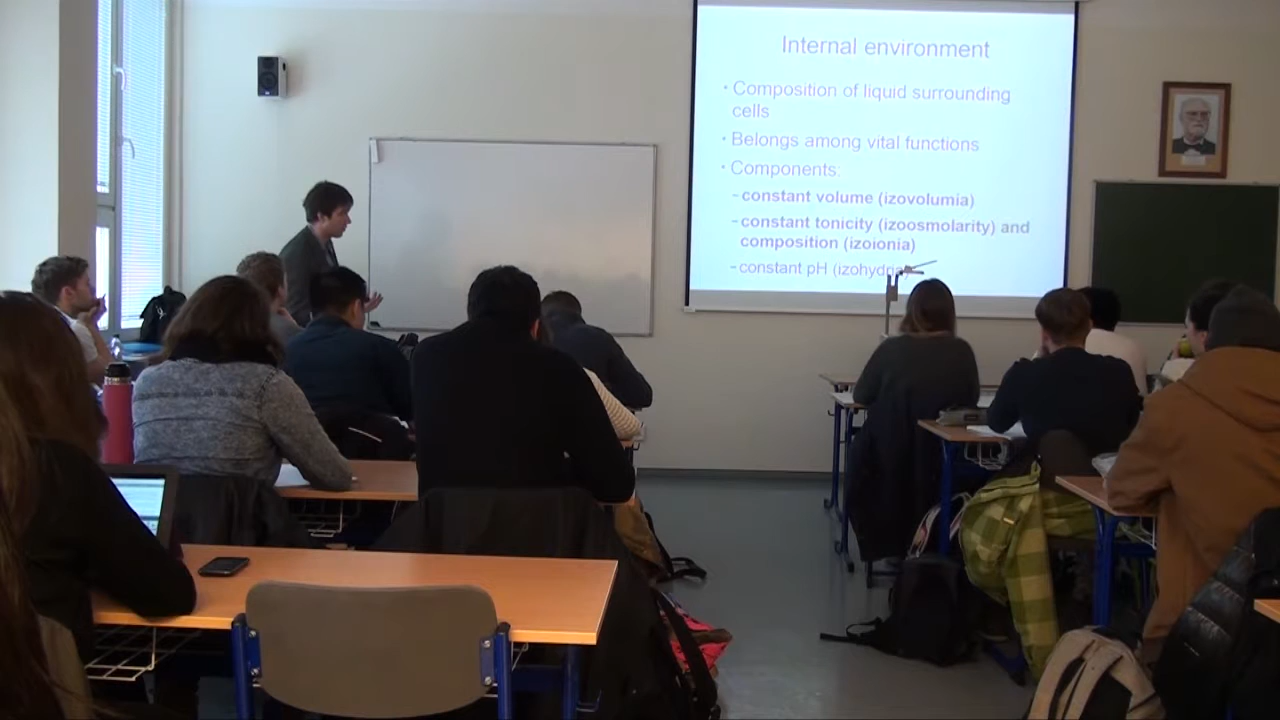 Internal environment
• Composition of liquid surrounding
cells
• Belongs among vital functions
• Components:
–constant volume (izovolumia)
–constant tonicity (izoosmolarity) and
composition (izoionia)
–constant pH (izohydria)